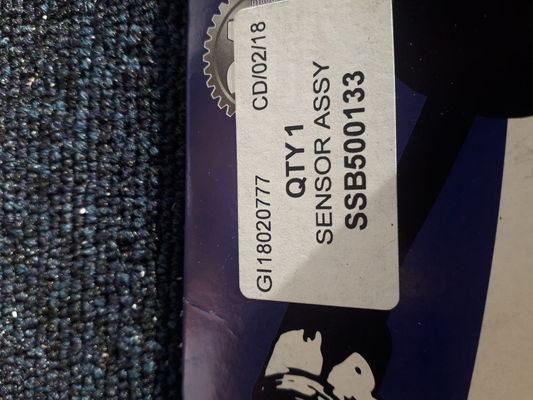 GI18020777 CD/02/18
QTY 1
SENSOR ASSY
SSB500133